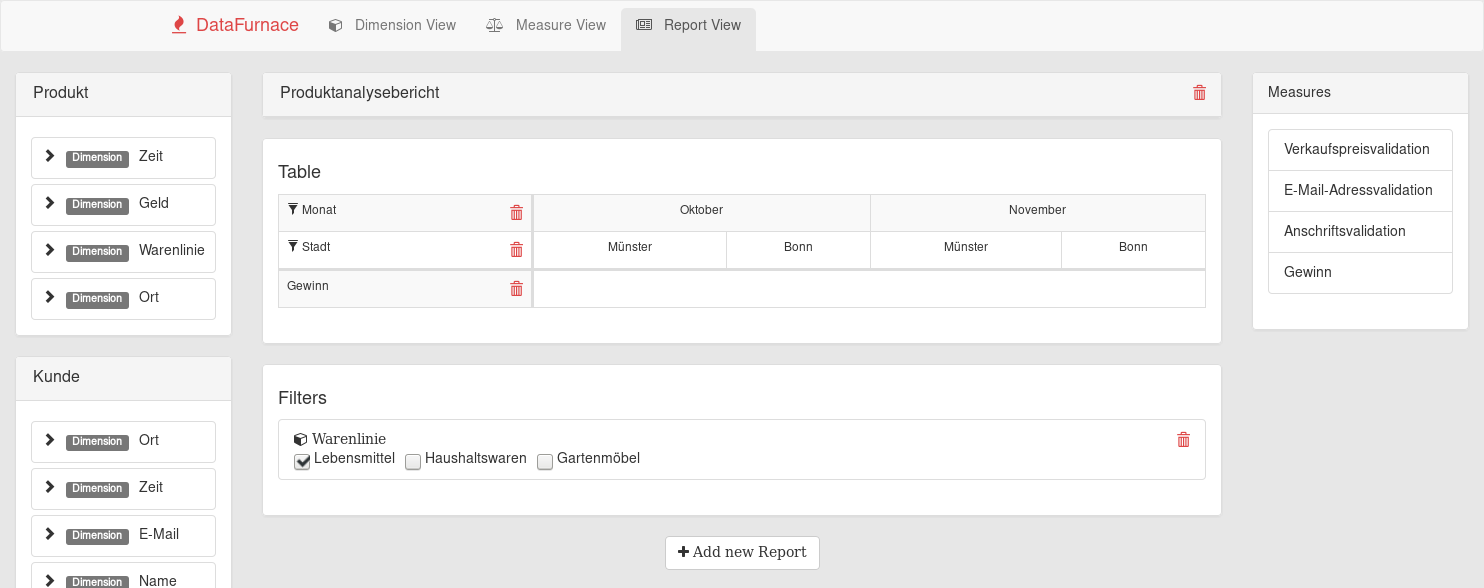 DataFurnace Dimension View Measure View Report View
Produkt
Dimension Zeit
Dimension Geld
Dimension Warenlinie
Dimension Ort
Kunde
Dimension Ort
Dimension Zeit
Dimension E-Mail
Dimension Name
Produktanalysebericht
Table
Monat Oktober November
Stadt Münster Bonn Münster Bonn
Gewinn
Filters
Warenlinie
Lebensmittel Haushaltswaren Gartenmöbel
Add new Report
Measures
Verkaufspreisvalidation
E-Mail-Adressvalidation
Anschriftsvalidation
Gewinn